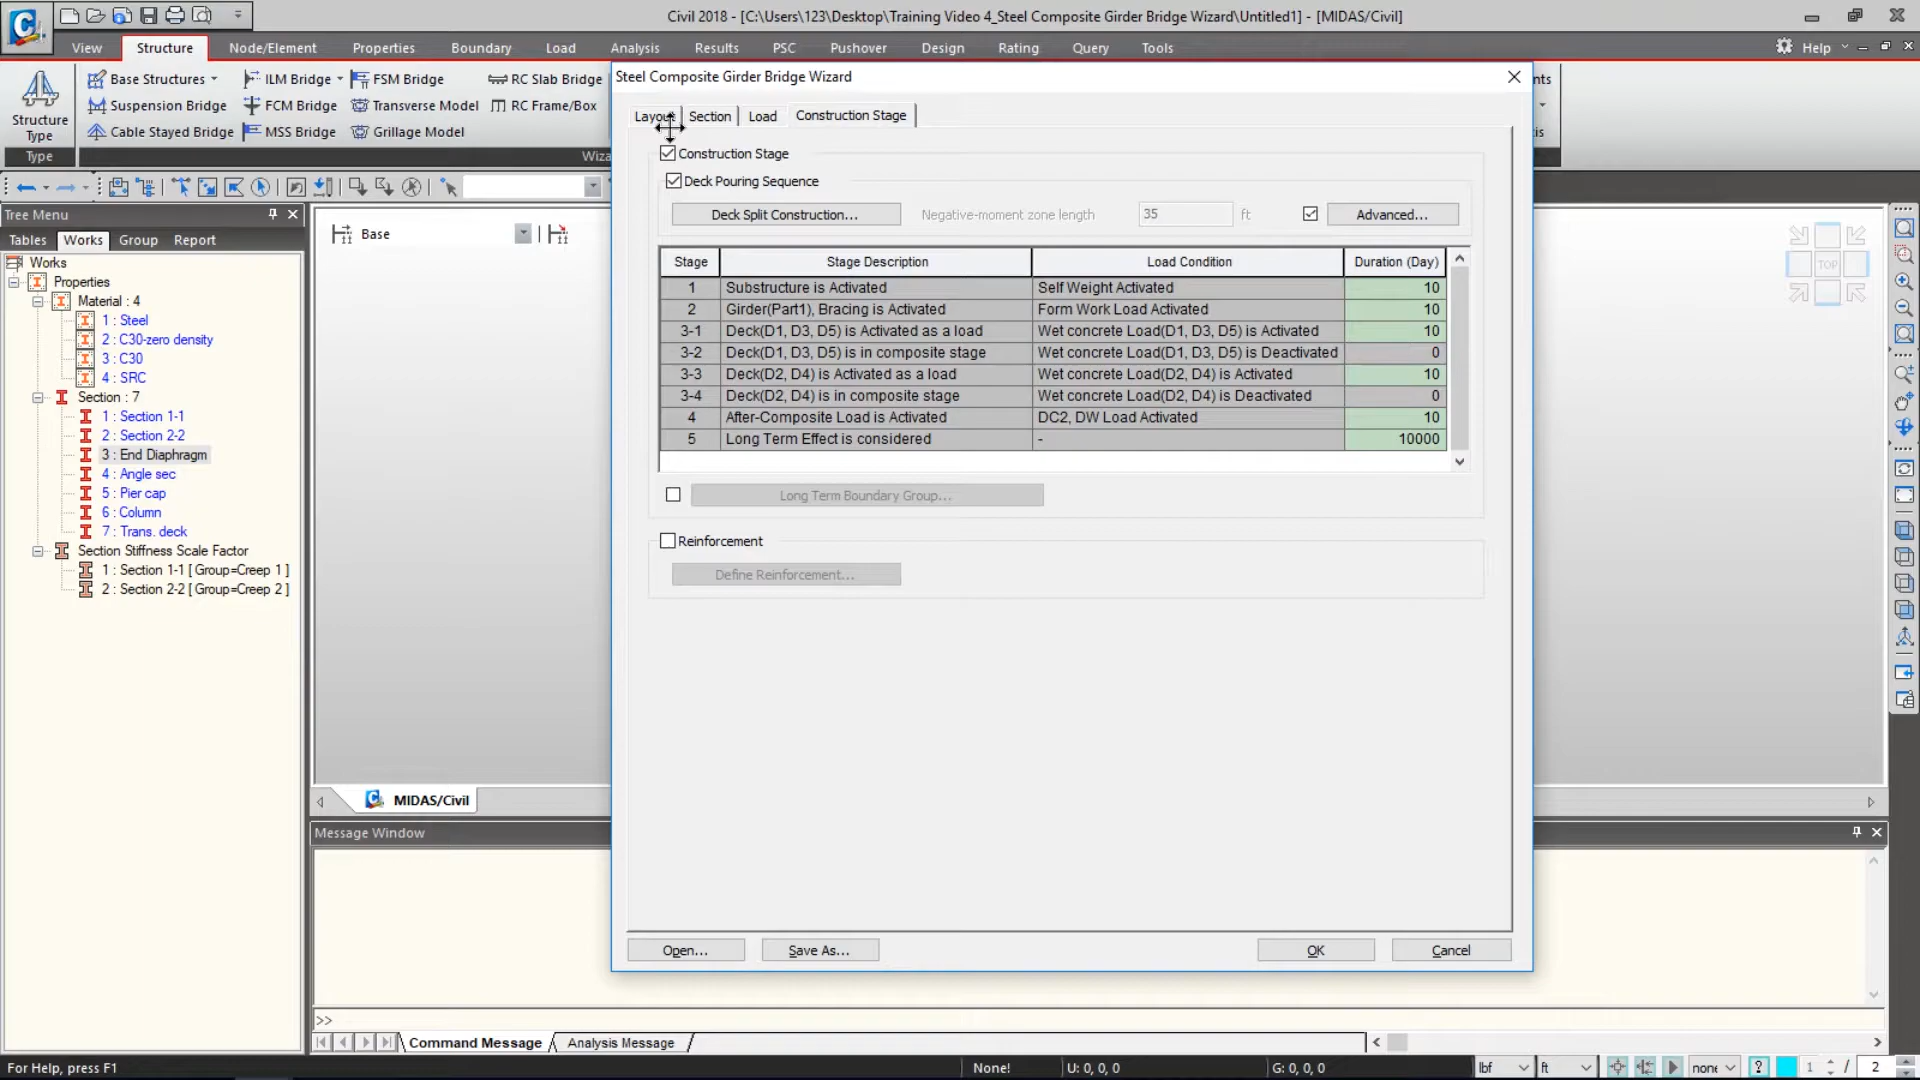 Civil 2018 - [C:\Users\123\Desktop\Training Video 4_Steel Composite Girder Bridge Wizard\Untitled1] - [MIDAS/Civil]
View Structure Node/Element Properties Boundary Load Analysis Results PSC Pushover Design Rating Query Tools Help
Base Structures ILM Bridge FSM Bridge RC Slab Bridge
Suspension Bridge FCM Bridge Transverse Model RC Frame/Box
Cable Stayed Bridge MSS Bridge Grillage Model
Structure
Type
Type
Tree Menu
Tables Works Group Report
Works
Properties
Material : 4
1 : Steel
2 : C30-zero density
3 : C30
4 : SRC
Section : 7
1 : Section 1-1
2 : Section 2-2
3 : End Diaphragm
4 : Angle sec
5 : Pier cap
6 : Column
7 : Trans. deck
Section Stiffness Scale Factor
1 : Section 1-1 [ Group=Creep 1 ]
2 : Section 2-2 [ Group=Creep 2 ]
Base
TOP
Steel Composite Girder Bridge Wizard
Layout Section Load Construction Stage
Construction Stage
Deck Pouring Sequence
Deck Split Construction... Negative-moment zone length 35 ft Advanced...
Stage Stage Description Load Condition Duration (Day)
1 Substructure is Activated Self Weight Activated 10
2 Girder(Part1), Bracing is Activated Form Work Load Activated 10
3-1 Deck(D1, D3, D5) is Activated as a load Wet concrete Load(D1, D3, D5) is Activated 10
3-2 Deck(D1, D3, D5) is in composite stage Wet concrete Load(D1, D3, D5) is Deactivated 0
3-3 Deck(D2, D4) is Activated as a load Wet concrete Load(D2, D4) is Activated 10
3-4 Deck(D2, D4) is in composite stage Wet concrete Load(D2, D4) is Deactivated 0
4 After-Composite Load is Activated DC2, DW Load Activated 10
5 Long Term Effect is considered - 10000
Long Term Boundary Group...
Reinforcement
Define Reinforcement...
Open... Save As... OK Cancel
MIDAS/Civil
Message Window
>>
Command Message Analysis Message
For Help, press F1 None! U: 0, 0, 0 G: 0, 0, 0 lbf ft none ? 1 / 2